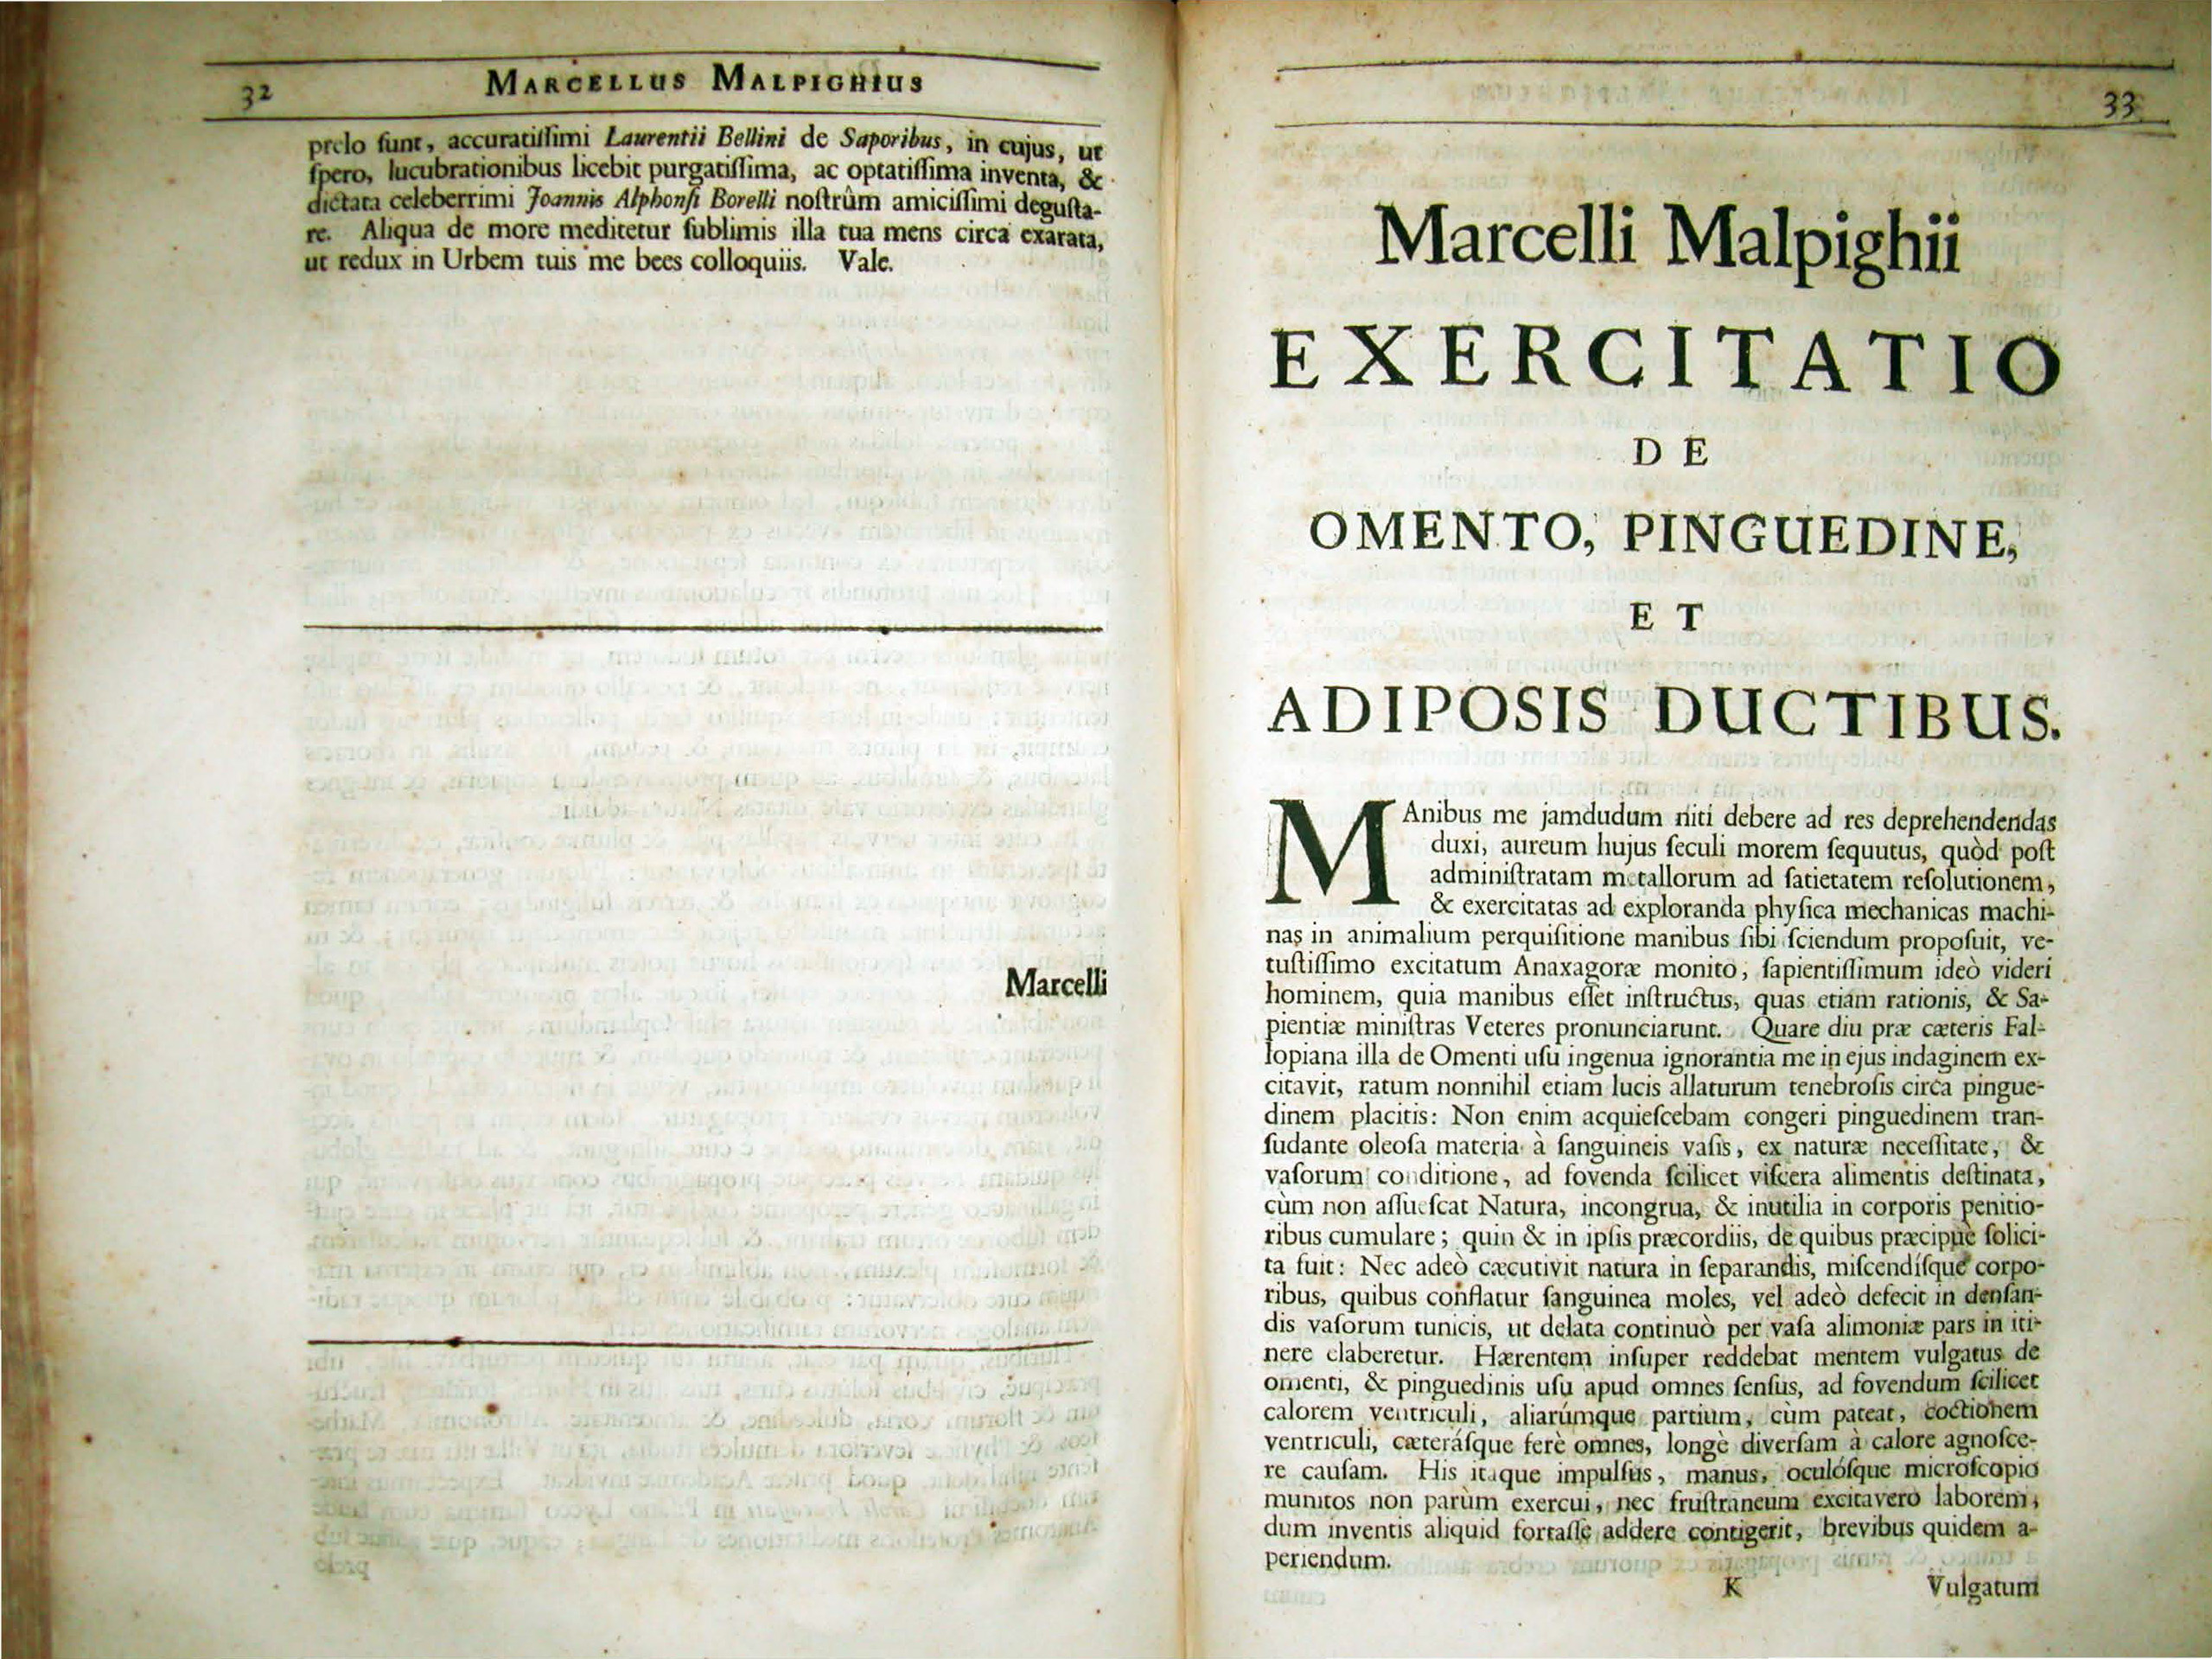 32
MARCELLUS MALPIGHIUS
prelo ſunt, accuratiſſimi Laurentii Bellini de Saporibus, in cujus, ut
ſpero, lucubrationibus licebit purgatiſſima, ac optatiſſima inventa, &
dictata celeberrimi Joannis Alphonſi Borelli noſtrûm amiciſſimi deguſta-
re. Aliqua de more meditetur ſublimis illa tua mens circa exarata,
ut redux in Urbem tuis me bees colloquiis. Vale.
Marcelli
33
Marcelli Malpighii
EXERCITATIO
DE
OMENTO, PINGUEDINE,
ET
ADIPOSIS DUCTIBUS.
MAnibus me jamdudum niti debere ad res deprehendendas
duxi, aureum hujus ſeculi morem ſequutus, quòd poſt
adminiſtratam metallorum ad ſatietatem reſolutionem,
& exercitatas ad exploranda phyſica mechanicas machi-
nas in animalium perquiſitione manibus ſibi ſciendum propoſuit, ve-
tuſtiſſimo excitatum Anaxagoræ monito, ſapientiſſimum ideò videri
hominem, quia manibus eſſet inſtructus, quas etiam rationis, & Sa-
pientiæ miniſtras Veteres pronunciarunt. Quare diu præ cæteris Fal-
lopiana illa de Omenti uſu ingenua ignorantia me in ejus indaginem ex-
citavit, ratum nonnihil etiam lucis allaturum tenebroſis circa pingue-
dinem placitis: Non enim acquieſcebam congeri pinguedinem tran-
ſudante oleoſa materia à ſanguineis vaſis, ex naturæ neceſſitate, &
vaſorum conditione, ad fovenda ſcilicet viſcera alimentis deſtinata,
cùm non aſſueſcat Natura, incongrua, & inutilia in corporis penitio-
ribus cumulare; quin & in ipſis præcordiis, de quibus præcipuè ſolici-
ta fuit: Nec adeò cæcutivit natura in ſeparandis, miſcendíſque corpo-
ribus, quibus conflatur ſanguinea moles, vel adeò defecit in denſan-
dis vaſorum tunicis, ut delata continuò per vaſa alimoniæ pars in iti-
nere elaberetur. Hærentem inſuper reddebat mentem vulgatus de
omenti, & pinguedinis uſu apud omnes ſenſus, ad fovendum ſcilicet
calorem ventriculi, aliarúmque partium, cùm pateat, coctionem
ventriculi, cæteráſque ferè omnes, longè diverſam à calore agnoſce-
re cauſam. His itaque impulſus, manus, oculóſque microſcopio
munitos non parùm exercui, nec fruſtraneum excitavero laborem,
dum inventis aliquid fortaſſe addere contigerit, brevibus quidem a-
periendum.
K Vulgatum